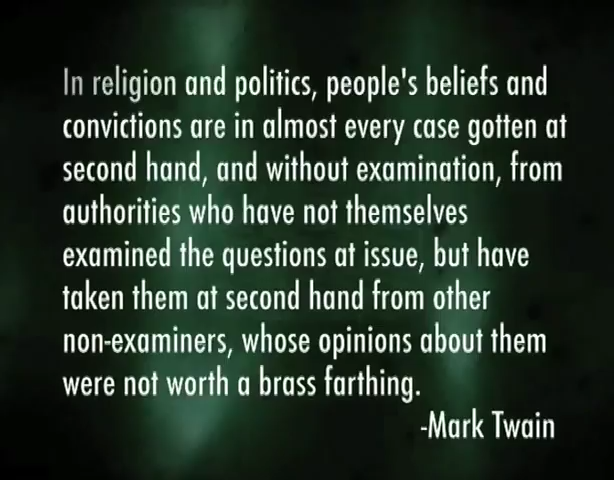 In religion and politics, people's beliefs and
convictions are in almost every case gotten at
second hand, and without examination, from
authorities who have not themselves
examined the questions at issue, but have
taken them at second hand from other
non-examiners, whose opinions about them
were not worth a brass farthing.
-Mark Twain